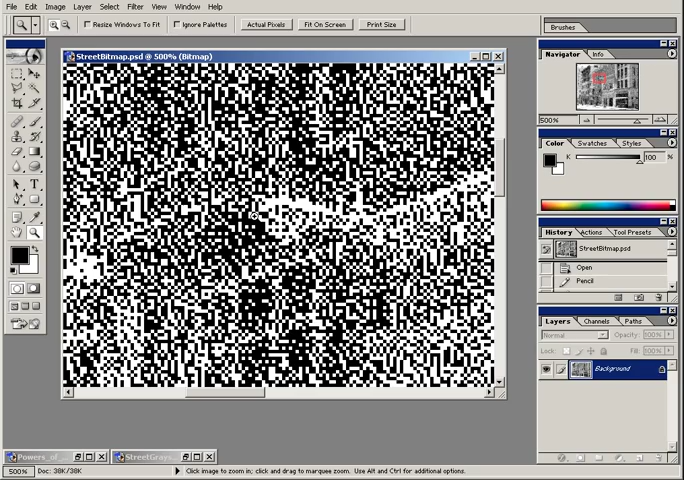 File Edit Image Layer Select Filter View Window Help
Resize Windows To Fit Ignore Palettes Actual Pixels Fit On Screen Print Size Brushes
StreetBitmap.psd @ 500% (Bitmap)
Navigator Info
500%
Color Swatches Styles
K 100 %
History Actions Tool Presets
StreetBitmap.psd
Open
Pencil
Layers Channels Paths
Normal Opacity: 100%
Lock: Fill: 100%
Background
Powers_of_... StreetGrays...
500% Doc: 38K/38K Click image to zoom in; click and drag to marquee zoom. Use Alt and Ctrl for additional options.